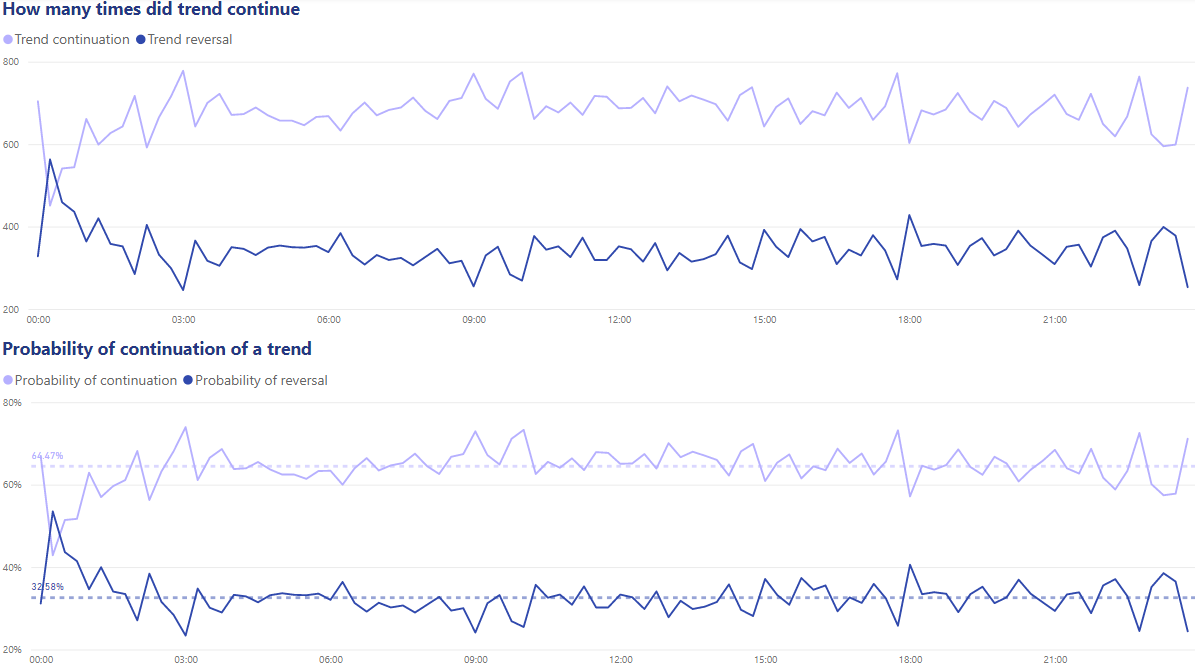 How many times did trend continue
Trend continuation Trend reversal
800
600
400
200
00:00 03:00 06:00 09:00 12:00 15:00 18:00 21:00
Probability of continuation of a trend
Probability of continuation Probability of reversal
80%
64.47%
60%
40%
32.58%
20%
00:00 03:00 06:00 09:00 12:00 15:00 18:00 21:00